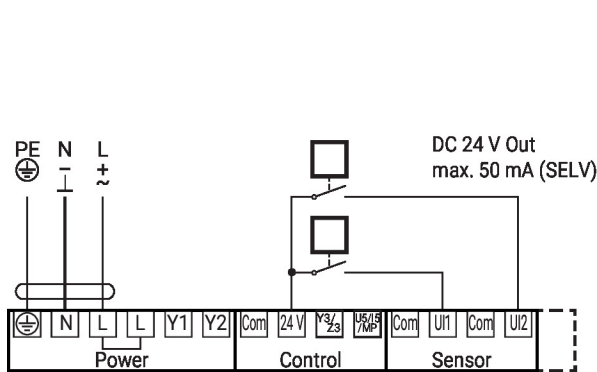 PE N L
DC 24 V Out
max. 50 mA (SELV)
N L L Y1 Y2 Com 24 V Y3/Z3 U5/I5/MP Com UI1 Com UI2
Power Control Sensor